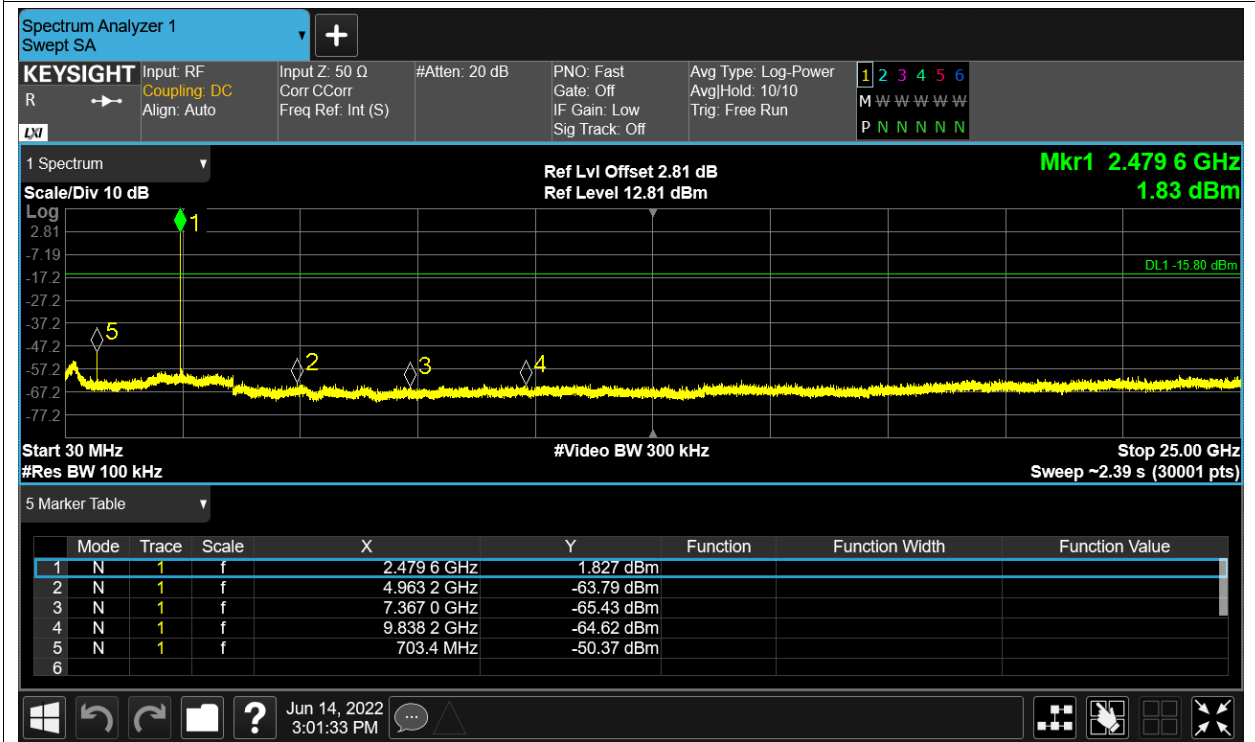 Spectrum Analyzer 1
Swept SA
+
KEYSIGHT
R
LXI
Input: RF
Coupling: DC
Align: Auto
Input Z: 50 Ω
Corr CCorr
Freq Ref: Int (S)
#Atten: 20 dB
PNO: Fast
Gate: Off
IF Gain: Low
Sig Track: Off
Avg Type: Log-Power
Avg|Hold: 10/10
Trig: Free Run
1 2 3 4 5 6
M W W W W W
P N N N N N
1 Spectrum
Scale/Div 10 dB
Ref Lvl Offset 2.81 dB
Ref Level 12.81 dBm
Mkr1 2.479 6 GHz
1.83 dBm
Log
2.81
-7.19
-17.2
-27.2
-37.2
-47.2
-57.2
-67.2
-77.2
1
DL1 -15.80 dBm
5
2
3
4
Start 30 MHz
#Res BW 100 kHz
#Video BW 300 kHz
Stop 25.00 GHz
Sweep ~2.39 s (30001 pts)
5 Marker Table
Mode Trace Scale X Y Function Function Width Function Value
1 N 1 f 2.479 6 GHz 1.827 dBm
2 N 1 f 4.963 2 GHz -63.79 dBm
3 N 1 f 7.367 0 GHz -65.43 dBm
4 N 1 f 9.838 2 GHz -64.62 dBm
5 N 1 f 703.4 MHz -50.37 dBm
6
?
Jun 14, 2022
3:01:33 PM